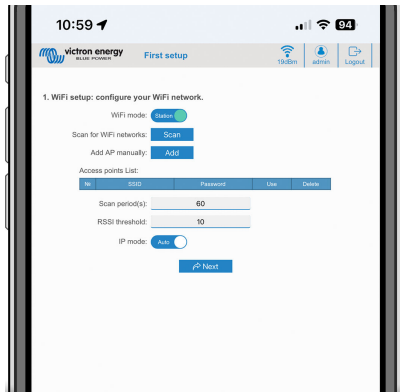 10:59
94
victron energy
BLUE POWER
First setup
19dBm
admin
Logout
1. WiFi setup: configure your WiFi network.
WiFi mode: Station
Scan for WiFi networks: Scan
Add AP manually: Add
Access points List:
Nr SSID Password Use Delete
Scan period(s): 60
RSSI threshold: 10
IP mode: Auto
Next